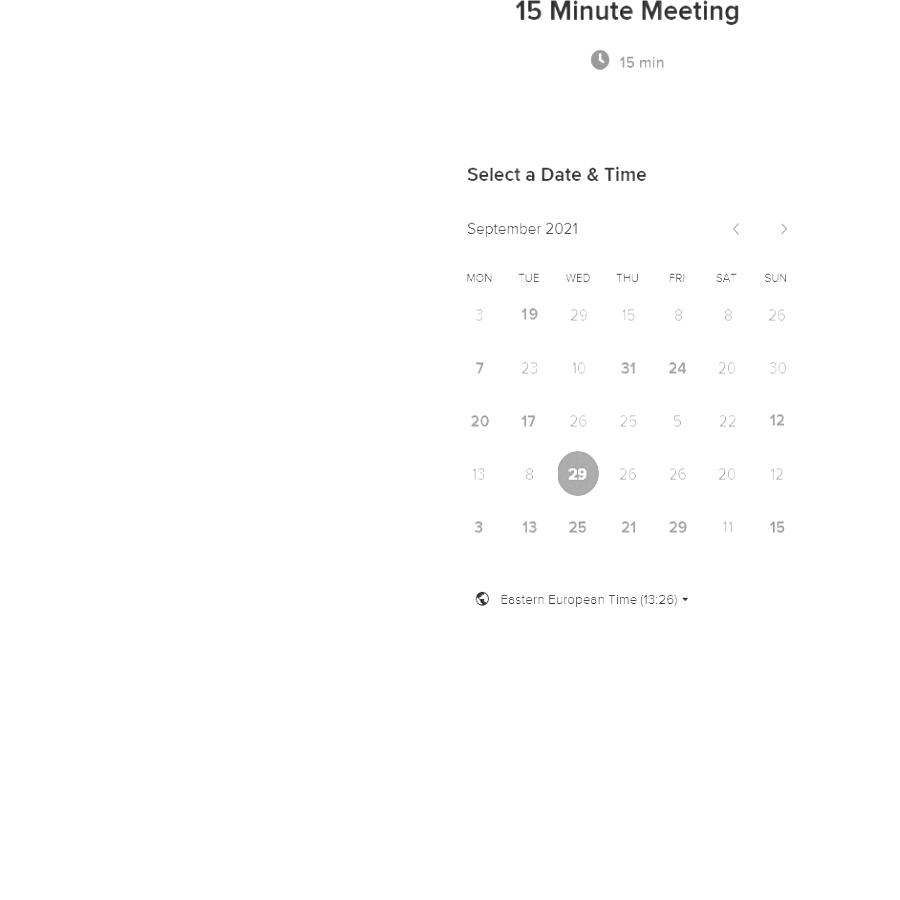 15 Minute Meeting
15 min
Select a Date & Time
September 2021
MON TUE WED THU FRI SAT SUN
3 19 29 15 8 8 26
7 23 10 31 24 20 30
20 17 26 25 5 22 12
13 8 29 26 26 20 12
3 13 25 21 29 11 15
Eastern European Time (13:26)